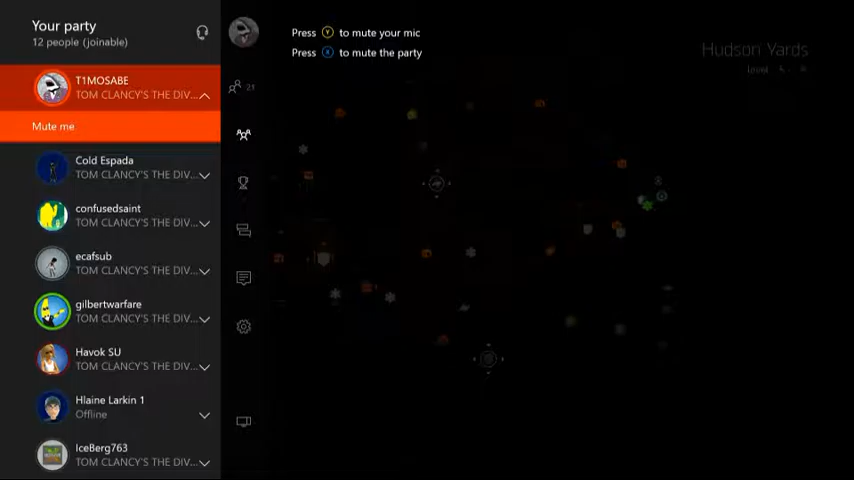 Your party
12 people (joinable)
T1MOSABE
TOM CLANCY'S THE DIV...
Mute me
Cold Espada
TOM CLANCY'S THE DIV...
confusedsaint
TOM CLANCY'S THE DIV...
ecafsub
TOM CLANCY'S THE DIV...
gilbertwarfare
TOM CLANCY'S THE DIV...
Havok SU
TOM CLANCY'S THE DIV...
Hlaine Larkin 1
Offline
IceBerg763
TOM CLANCY'S THE DIV...
21
Press Y to mute your mic
Press X to mute the party
Hudson Yards
Level